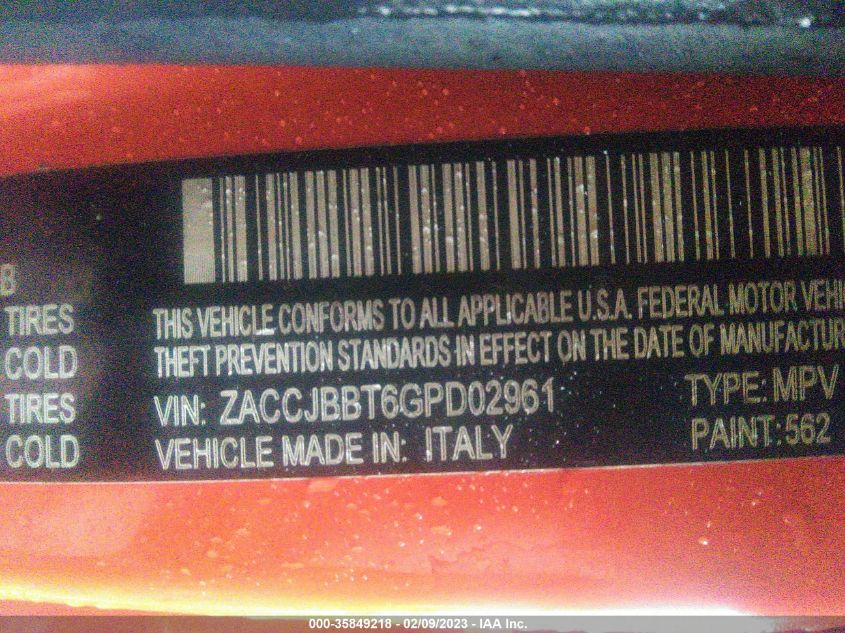 B
TIRES
COLD
TIRES
COLD
THIS VEHICLE CONFORMS TO ALL APPLICABLE U.S.A. FEDERAL MOTOR VEHI
THEFT PREVENTION STANDARDS IN EFFECT ON THE DATE OF MANUFACTUR
VIN: ZACCJBBT6GPD02961
TYPE: MPV
VEHICLE MADE IN: ITALY
PAINT: 562
000-35849218 - 02/09/2023 - IAA Inc.